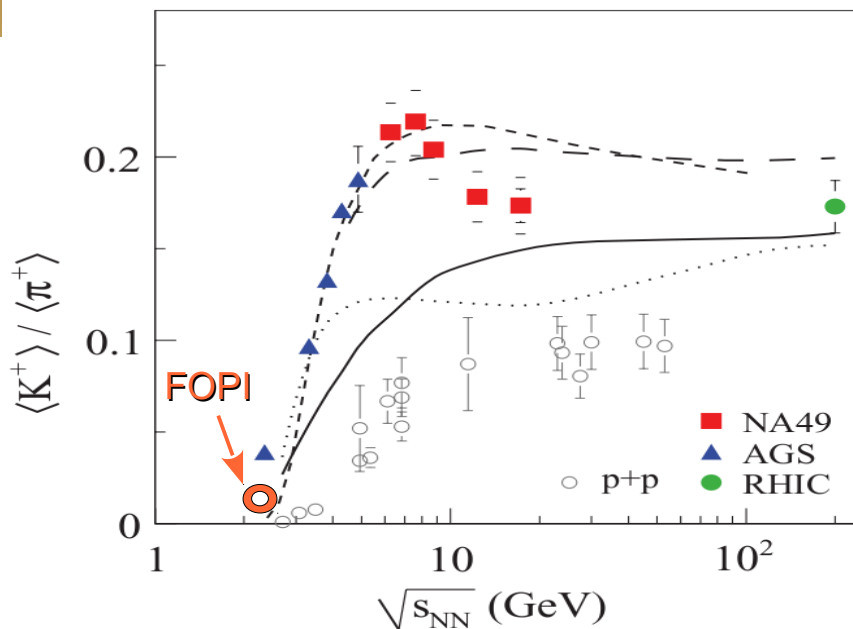 ⟨K⁺⟩ / ⟨π⁺⟩
0.2
0.1
0
FOPI
NA49
AGS
p+p
RHIC
1
10
10²
√s_NN (GeV)